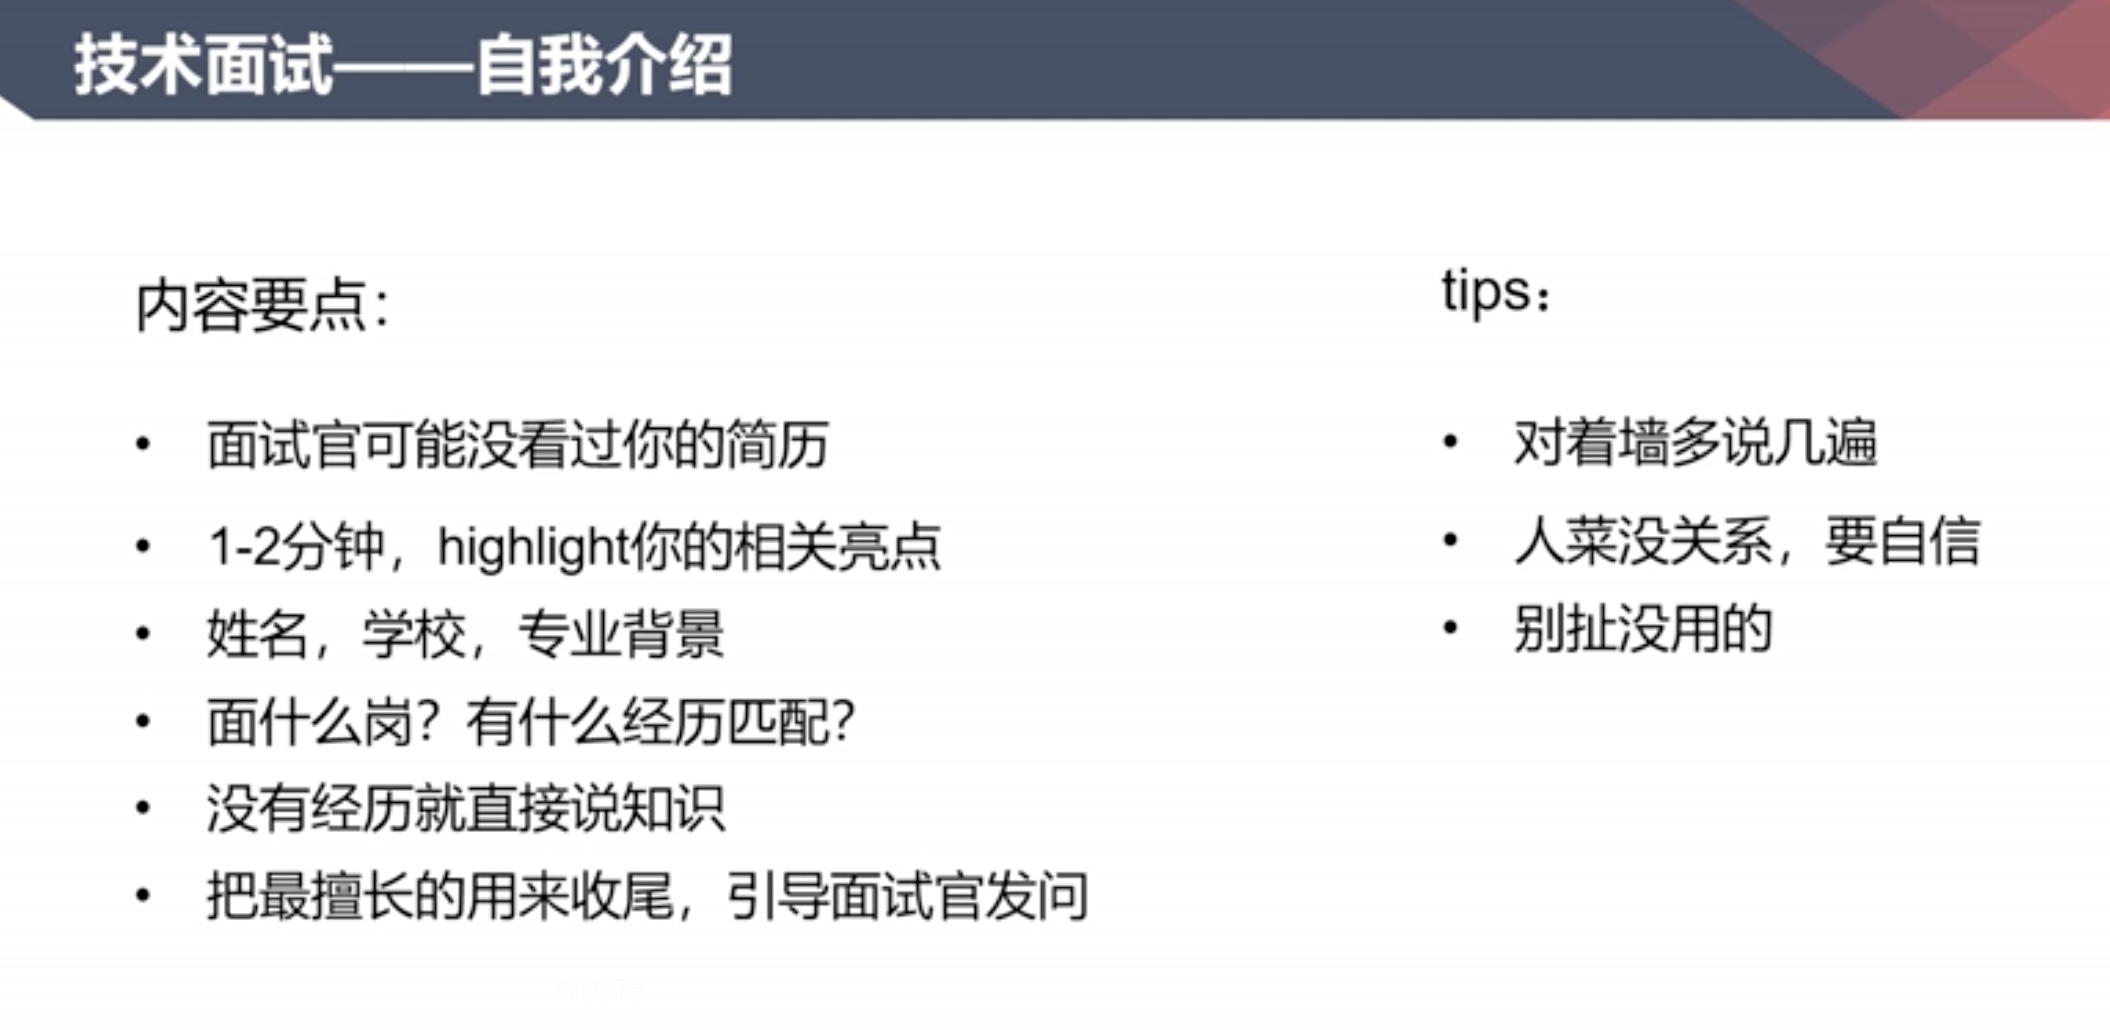 技术面试——自我介绍
内容要点：
• 面试官可能没看过你的简历
• 1-2分钟，highlight你的相关亮点
• 姓名，学校，专业背景
• 面什么岗？有什么经历匹配？
• 没有经历就直接说知识
• 把最擅长的用来收尾，引导面试官发问
tips：
• 对着墙多说几遍
• 人菜没关系，要自信
• 别扯没用的